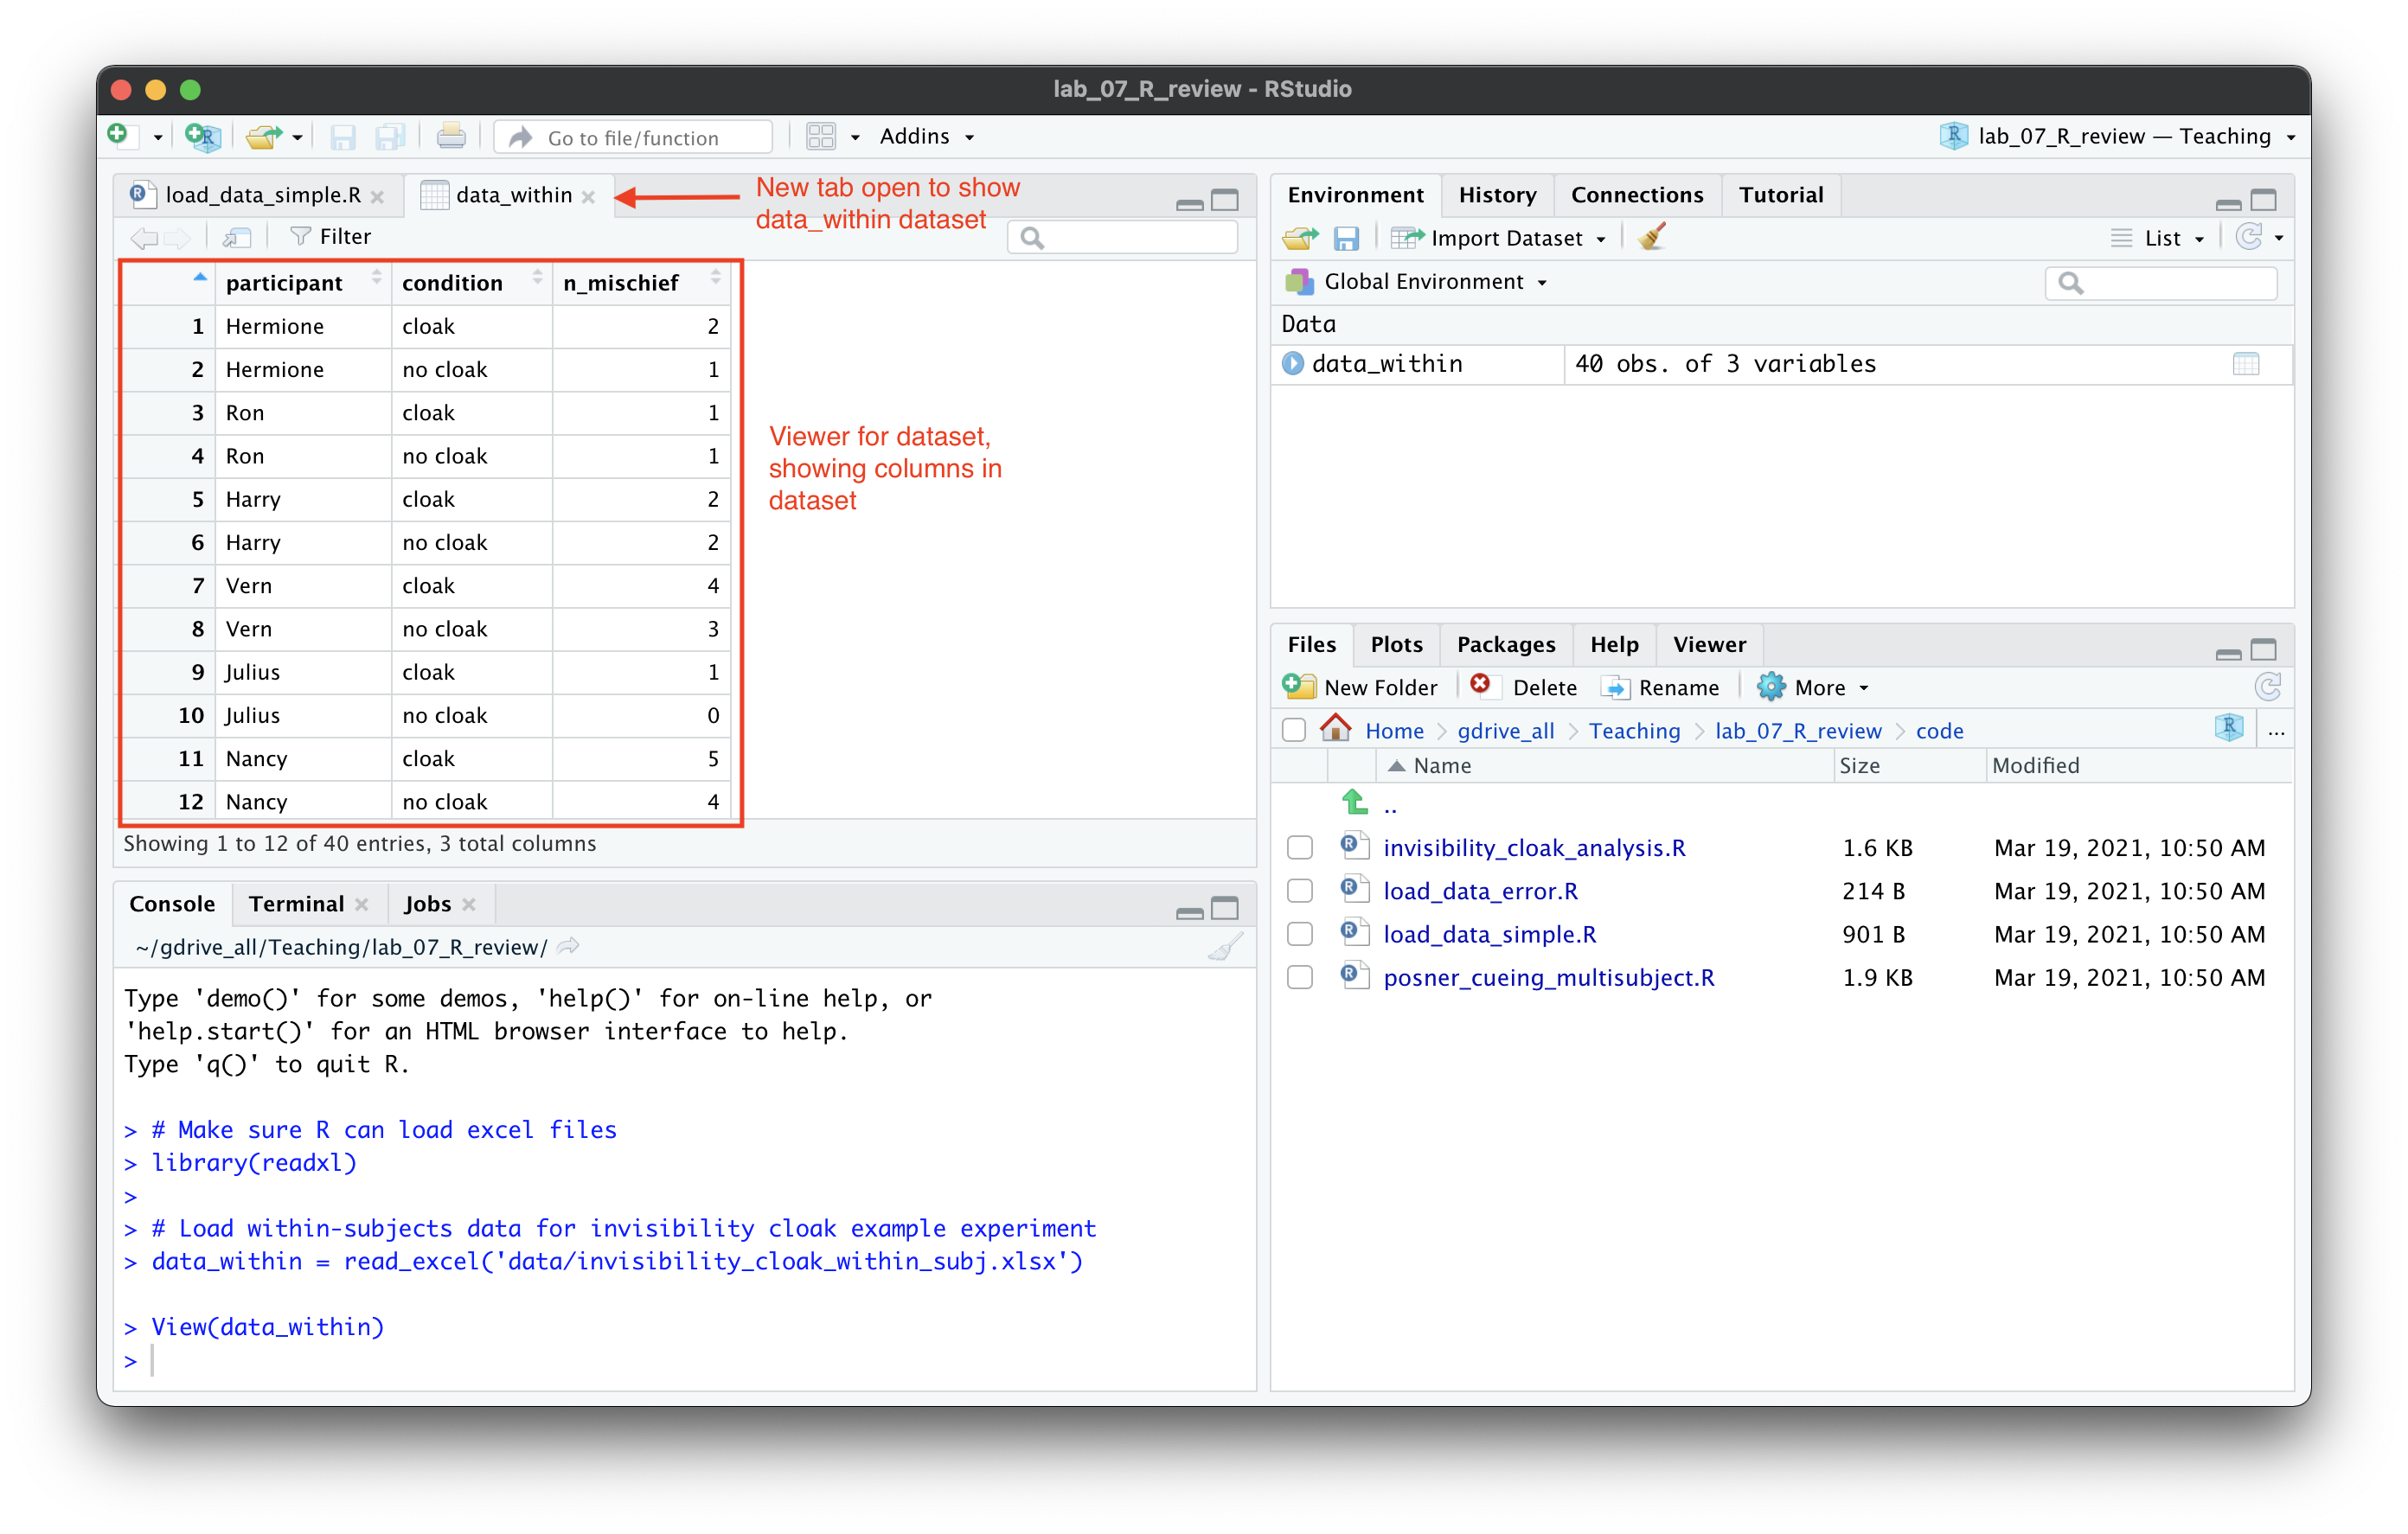 lab_07_R_review - RStudio
Go to file/function
Addins
lab_07_R_review — Teaching
load_data_simple.R
data_within
New tab open to show
data_within dataset
Filter
participant condition n_mischief
1 Hermione cloak 2
2 Hermione no cloak 1
3 Ron cloak 1
4 Ron no cloak 1
5 Harry cloak 2
6 Harry no cloak 2
7 Vern cloak 4
8 Vern no cloak 3
9 Julius cloak 1
10 Julius no cloak 0
11 Nancy cloak 5
12 Nancy no cloak 4
Viewer for dataset,
showing columns in
dataset
Showing 1 to 12 of 40 entries, 3 total columns
Console Terminal Jobs
~/gdrive_all/Teaching/lab_07_R_review/
Type 'demo()' for some demos, 'help()' for on-line help, or
'help.start()' for an HTML browser interface to help.
Type 'q()' to quit R.
> # Make sure R can load excel files
> library(readxl)
>
> # Load within-subjects data for invisibility cloak example experiment
> data_within = read_excel('data/invisibility_cloak_within_subj.xlsx')
> View(data_within)
>
Environment History Connections Tutorial
Import Dataset List
Global Environment
Data
data_within 40 obs. of 3 variables
Files Plots Packages Help Viewer
New Folder Delete Rename More
Home > gdrive_all > Teaching > lab_07_R_review > code R ...
Name Size Modified
..
invisibility_cloak_analysis.R 1.6 KB Mar 19, 2021, 10:50 AM
load_data_error.R 214 B Mar 19, 2021, 10:50 AM
load_data_simple.R 901 B Mar 19, 2021, 10:50 AM
posner_cueing_multisubject.R 1.9 KB Mar 19, 2021, 10:50 AM